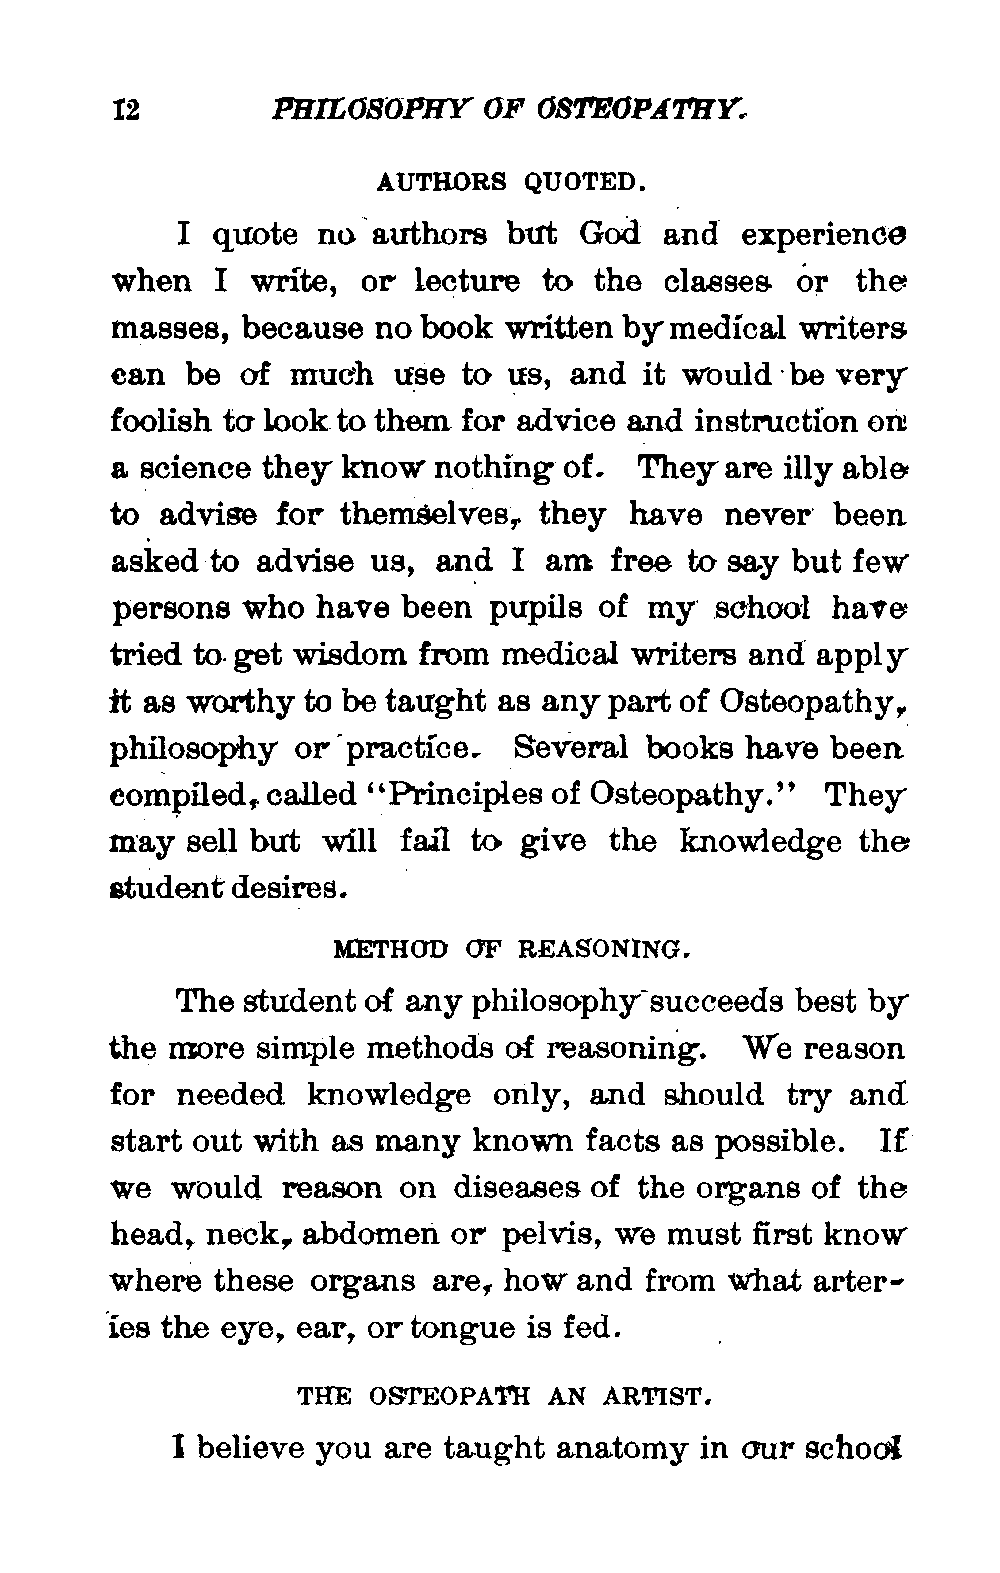 12 PHILOSOPHY OF OSTEOPATHY.
AUTHORS QUOTED.
I quote no authors but God and experience
when I write, or lecture to the classes or the
masses, because no book written by medical writers
can be of much use to us, and it would be very
foolish to look to them for advice and instruction on
a science they know nothing of. They are illy able
to advise for themselves, they have never been
asked to advise us, and I am free to say but few
persons who have been pupils of my school have
tried to get wisdom from medical writers and apply
it as worthy to be taught as any part of Osteopathy,
philosophy or practice. Several books have been
compiled, called “Principles of Osteopathy.” They
may sell but will fail to give the knowledge the
student desires.
METHOD OF REASONING.
The student of any philosophy succeeds best by
the more simple methods of reasoning. We reason
for needed knowledge only, and should try and
start out with as many known facts as possible. If
we would reason on diseases of the organs of the
head, neck, abdomen or pelvis, we must first know
where these organs are, how and from what arter-
ies the eye, ear, or tongue is fed.
THE OSTEOPATH AN ARTIST.
I believe you are taught anatomy in our school